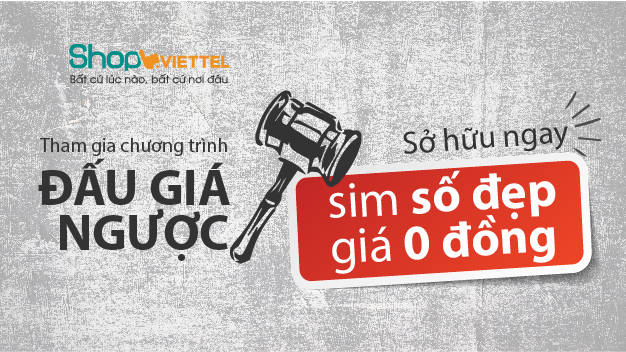 Shop VIETTEL
Bất cứ lúc nào, bất cứ nơi đâu
Tham gia chương trình
ĐẤU GIÁ
NGƯỢC
Sở hữu ngay
sim số đẹp
giá 0 đồng